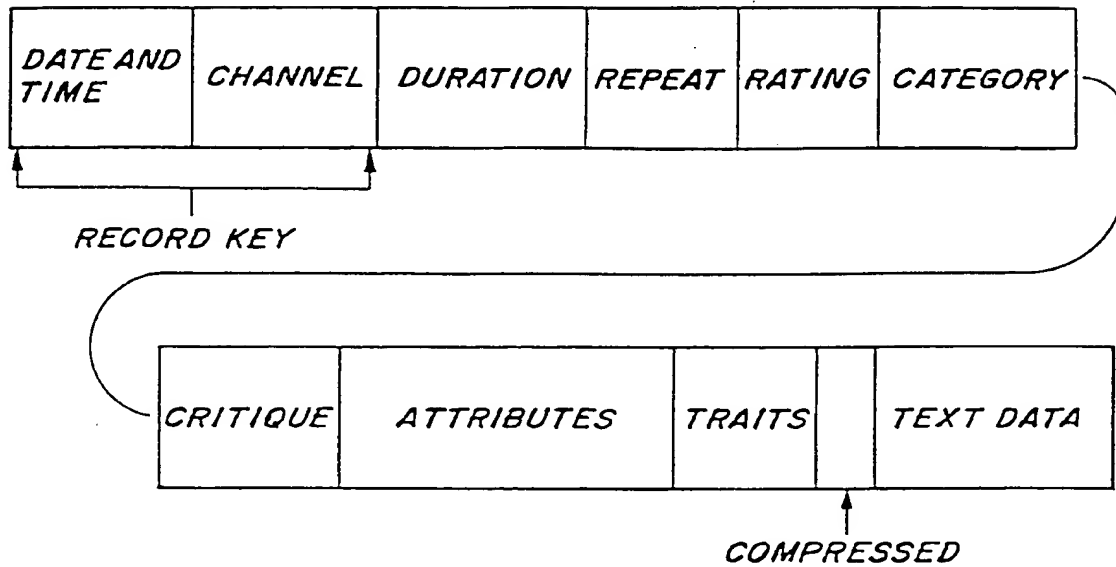 DATE AND
TIME
CHANNEL
DURATION
REPEAT
RATING
CATEGORY
RECORD KEY
CRITIQUE
ATTRIBUTES
TRAITS
TEXT DATA
COMPRESSED